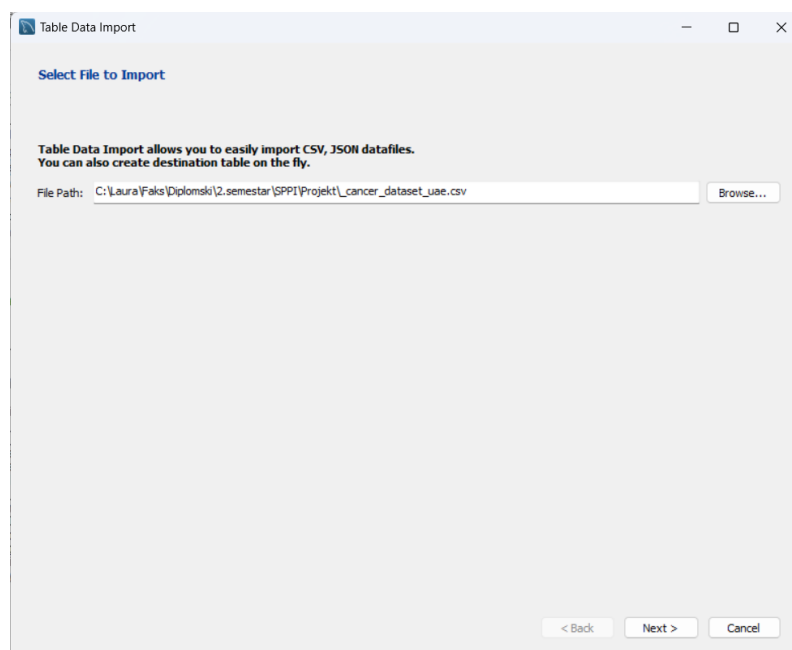 Table Data Import
Select File to Import
Table Data Import allows you to easily import CSV, JSON datafiles.
You can also create destination table on the fly.
File Path: C:\Laura\Faks\Diplomski\2.semestar\SPPI\Projekt\_cancer_dataset_uae.csv Browse...
< Back Next > Cancel